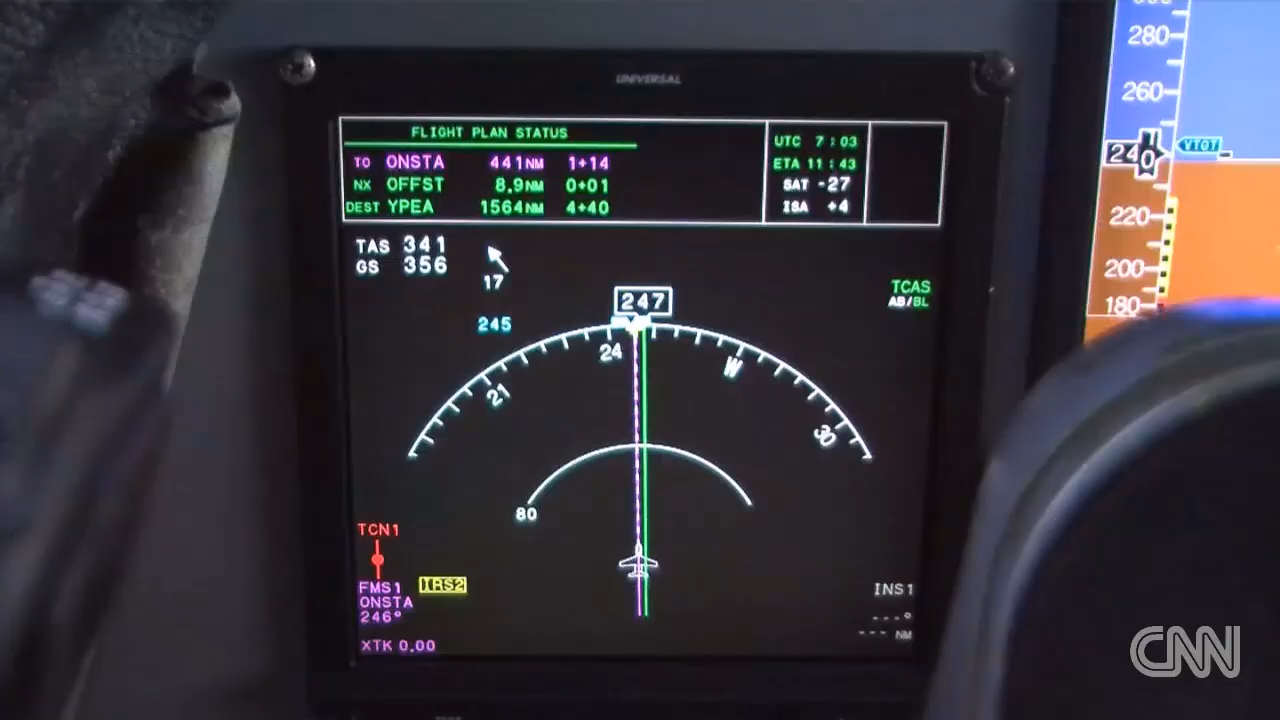 UNIVERSAL
FLIGHT PLAN STATUS
TO ONSTA 441NM 1+14
NX OFFST 8.9NM 0+01
DEST YPEA 1564NM 4+40
UTC 7:03
ETA 11:43
SAT -27
ISA +4
TAS 341
GS 356
17
245
247
TCAS
AB/BL
21
24
W
30
80
TCN1
FMS1
IRS2
ONSTA
246°
XTK 0.00
INS1
---°
--- NM
280
260
240
VTGT
220
200
180
CNN